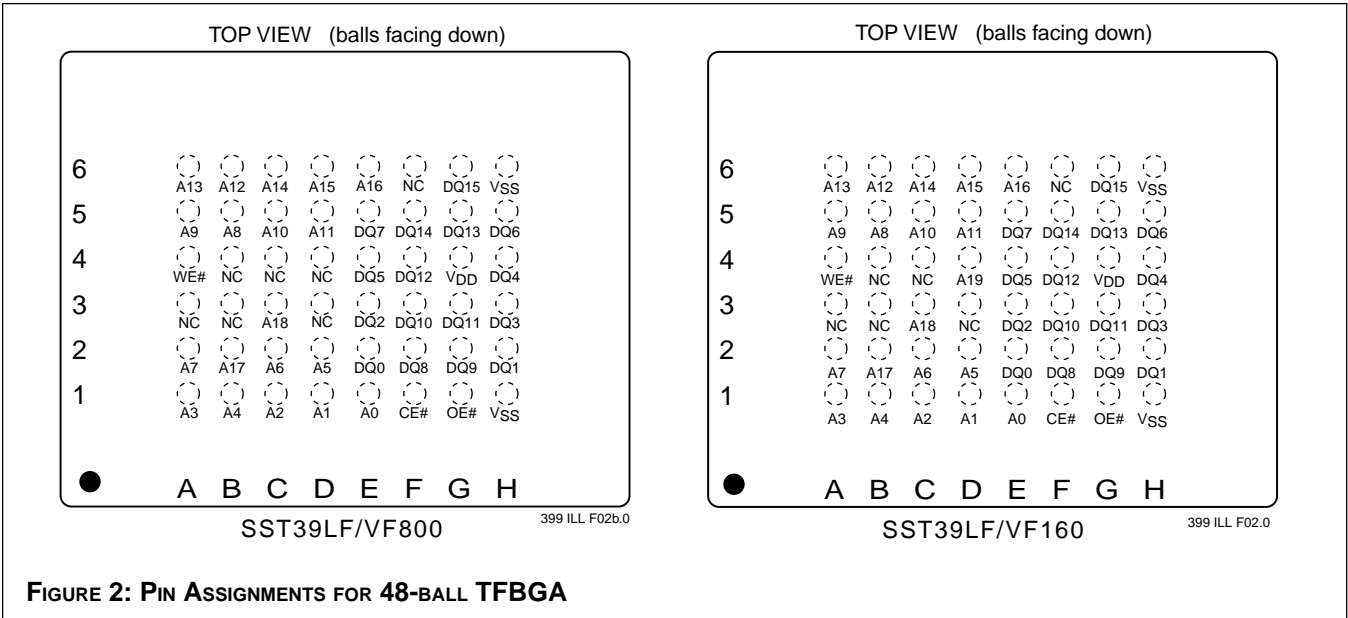 TOP VIEW (balls facing down)
6
A13 A12 A14 A15 A16 NC DQ15 VSS
5
A9 A8 A10 A11 DQ7 DQ14 DQ13 DQ6
4
WE# NC NC NC DQ5 DQ12 VDD DQ4
3
NC NC A18 NC DQ2 DQ10 DQ11 DQ3
2
A7 A17 A6 A5 DQ0 DQ8 DQ9 DQ1
1
A3 A4 A2 A1 A0 CE# OE# VSS
A B C D E F G H
SST39LF/VF800
399 ILL F02b.0
TOP VIEW (balls facing down)
6
A13 A12 A14 A15 A16 NC DQ15 VSS
5
A9 A8 A10 A11 DQ7 DQ14 DQ13 DQ6
4
WE# NC NC A19 DQ5 DQ12 VDD DQ4
3
NC NC A18 NC DQ2 DQ10 DQ11 DQ3
2
A7 A17 A6 A5 DQ0 DQ8 DQ9 DQ1
1
A3 A4 A2 A1 A0 CE# OE# VSS
A B C D E F G H
SST39LF/VF160
399 ILL F02.0
FIGURE 2: PIN ASSIGNMENTS FOR 48-BALL TFBGA